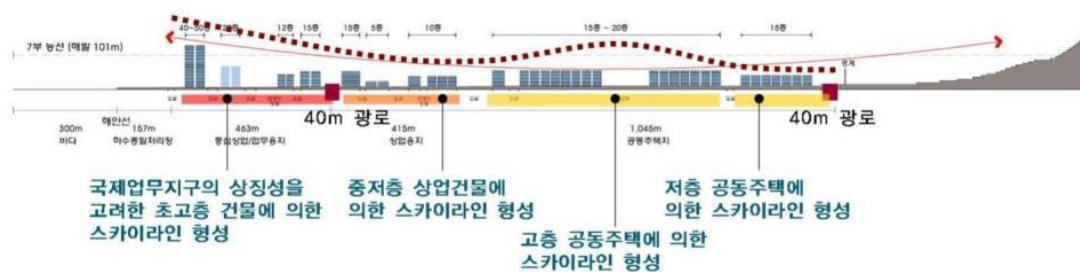 40~50층
12층
15층
15층
5층
10층
15층 ~ 20층
15층
7부 능선 (해발 101m)
경계
해안선
40m 광로
40m 광로
300m
바다
157m
하수종말처리장
463m
중심상업/업무용지
415m
상업용지
1,045m
공동주택지
국제업무지구의 상징성을
고려한 초고층 건물에 의한
스카이라인 형성
중저층 상업건물에
의한 스카이라인 형성
고층 공동주택에 의한
스카이라인 형성
저층 공동주택에
의한 스카이라인 형성